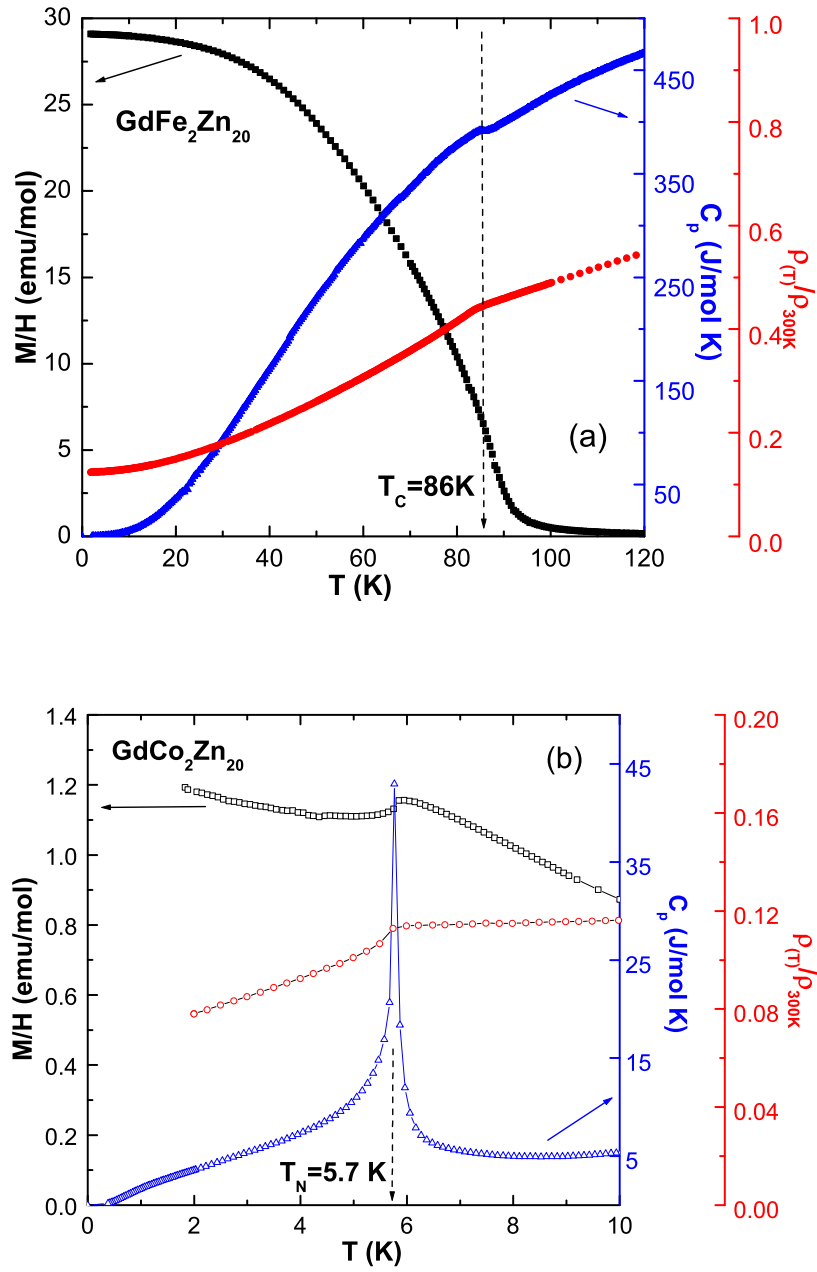 30
25
20
15
10
5
0
M/H (emu/mol)
GdFe2Zn20
(a)
TC=86K
0 20 40 60 80 100 120
T (K)
450
350
250
150
50
Cp (J/mol K)
1.0
0.8
0.6
0.4
0.2
0.0
ρ(T)/ρ300K
1.4
1.2
1.0
0.8
0.6
0.4
0.2
0.0
M/H (emu/mol)
GdCo2Zn20
(b)
TN=5.7 K
0 2 4 6 8 10
T (K)
45
35
25
15
5
Cp (J/mol K)
0.20
0.16
0.12
0.08
0.04
0.00
ρ(T)/ρ300K